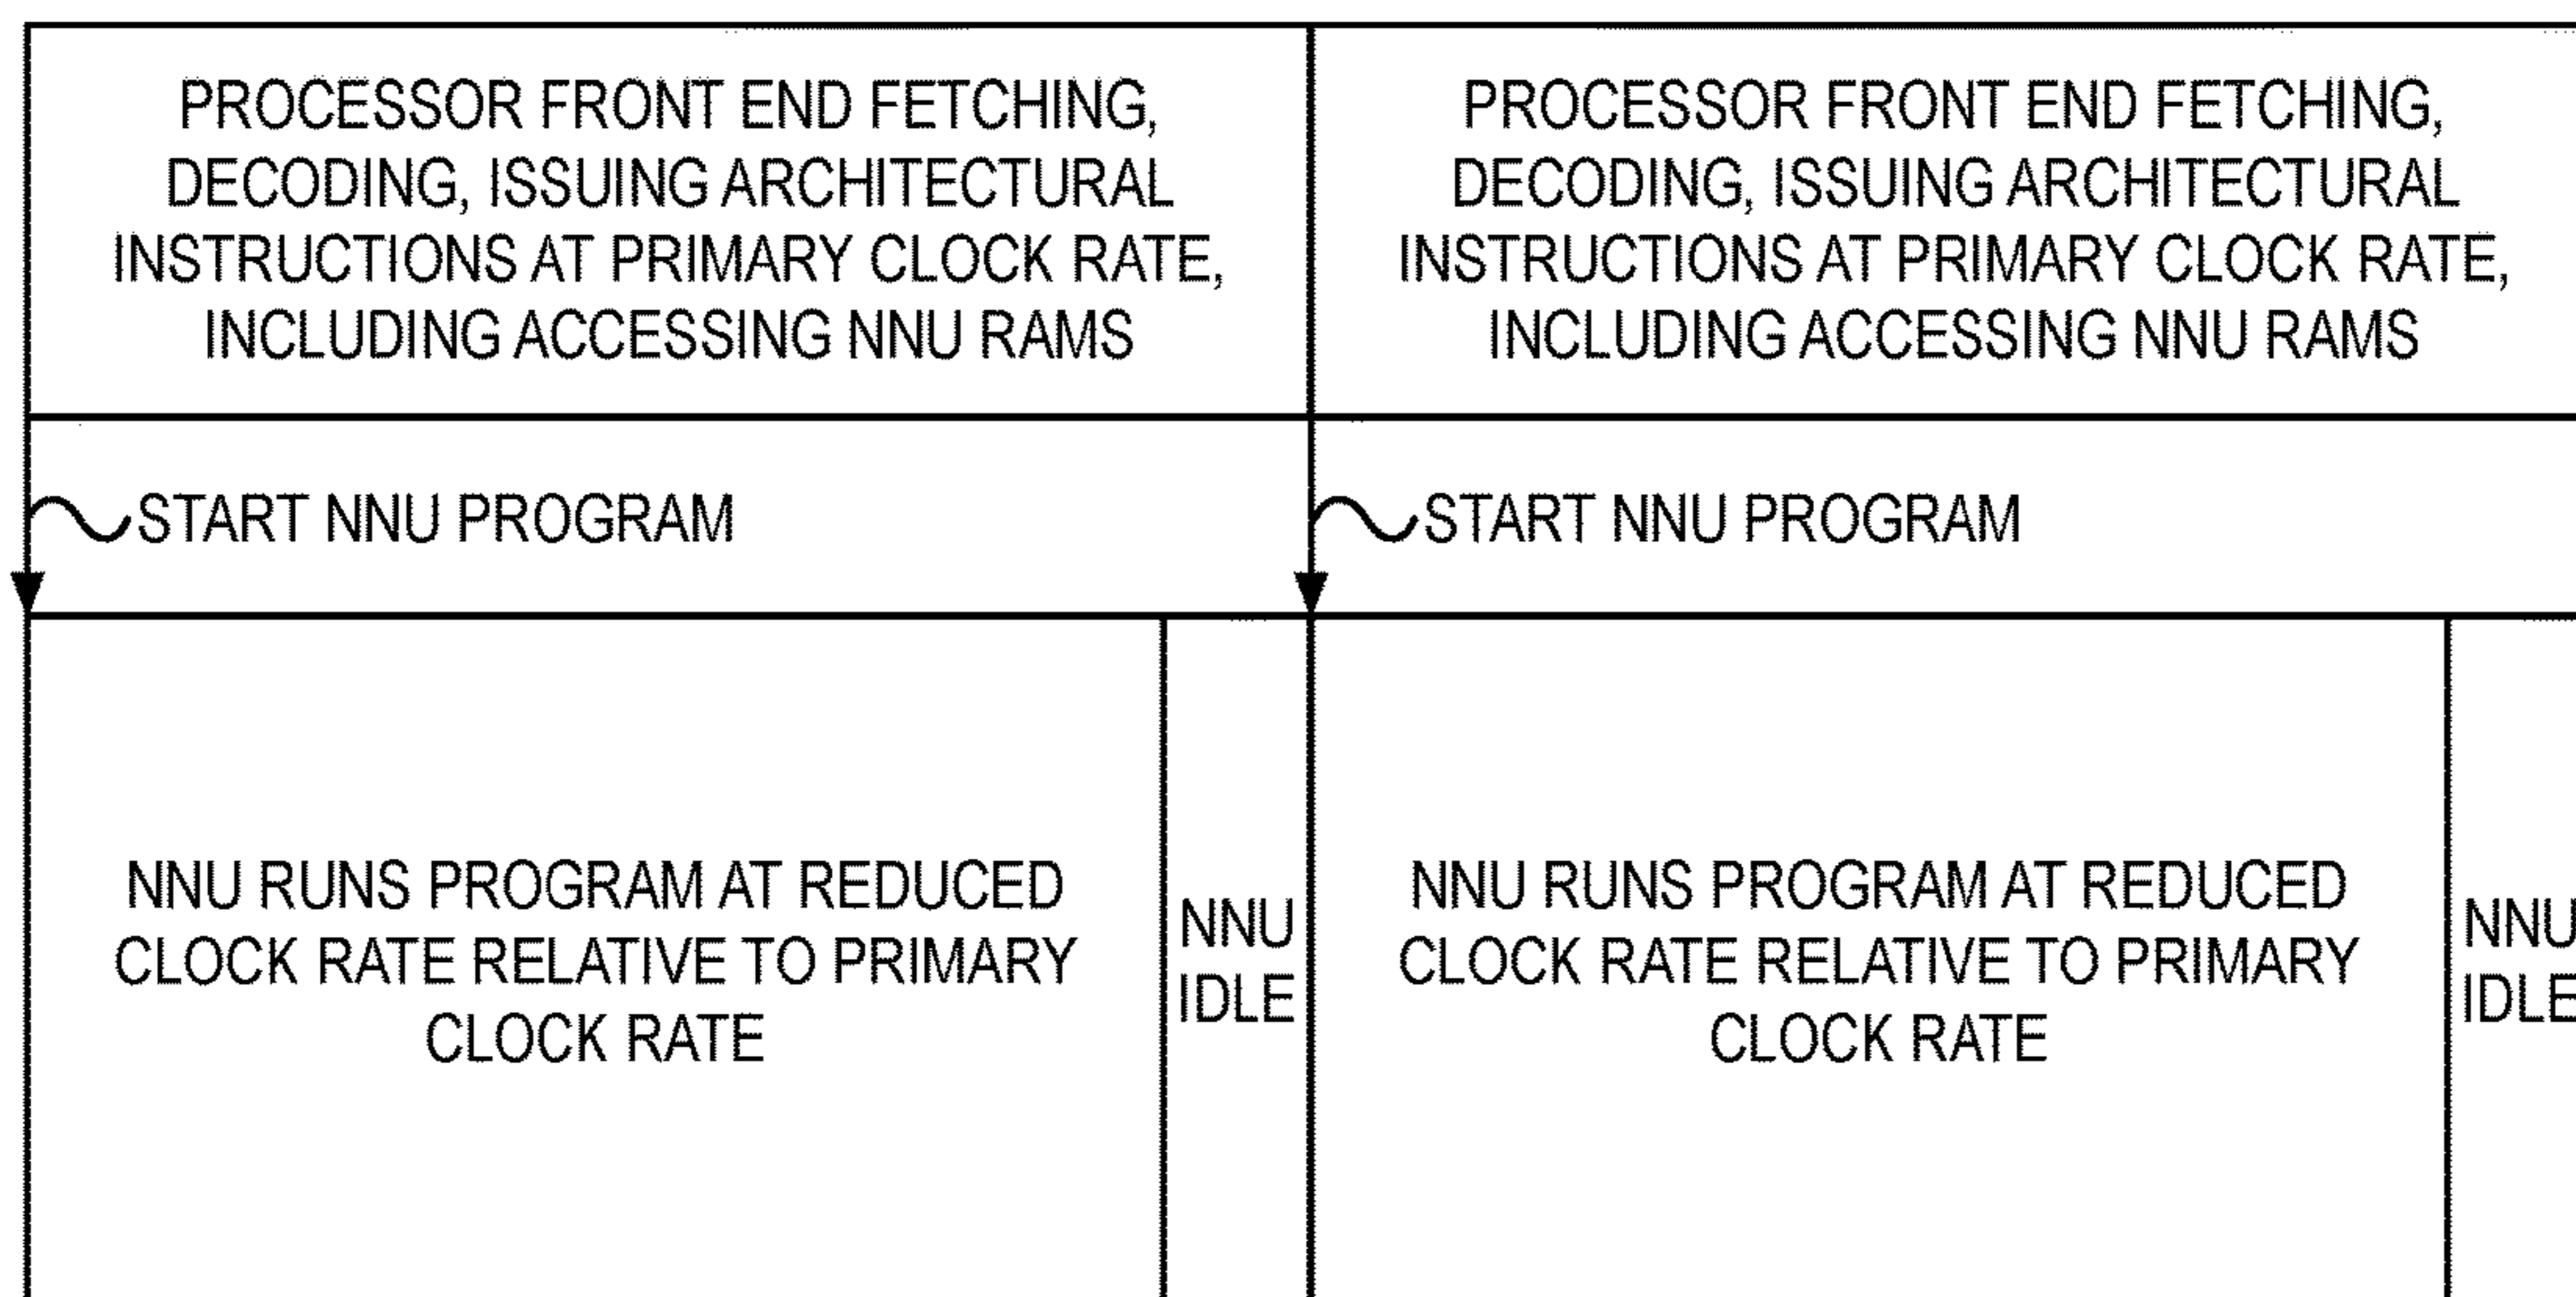 PROCESSOR FRONT END FETCHING,
DECODING, ISSUING ARCHITECTURAL
INSTRUCTIONS AT PRIMARY CLOCK RATE,
INCLUDING ACCESSING NNU RAMS
PROCESSOR FRONT END FETCHING,
DECODING, ISSUING ARCHITECTURAL
INSTRUCTIONS AT PRIMARY CLOCK RATE,
INCLUDING ACCESSING NNU RAMS
START NNU PROGRAM
START NNU PROGRAM
NNU RUNS PROGRAM AT REDUCED
CLOCK RATE RELATIVE TO PRIMARY
CLOCK RATE
NNU
IDLE
NNU RUNS PROGRAM AT REDUCED
CLOCK RATE RELATIVE TO PRIMARY
CLOCK RATE
NNU
IDLE